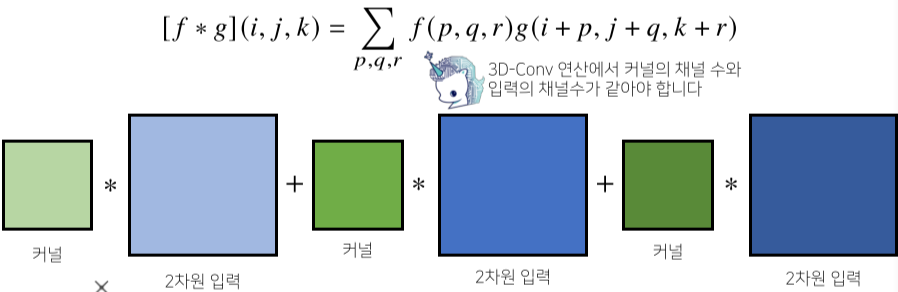 [f ∗ g](i, j, k) = ∑ f(p, q, r)g(i + p, j + q, k + r)
p,q,r
3D-Conv 연산에서 커널의 채널 수와
입력의 채널수가 같아야 합니다
∗ + ∗ + ∗
커널 커널 커널
× 2차원 입력 2차원 입력 2차원 입력